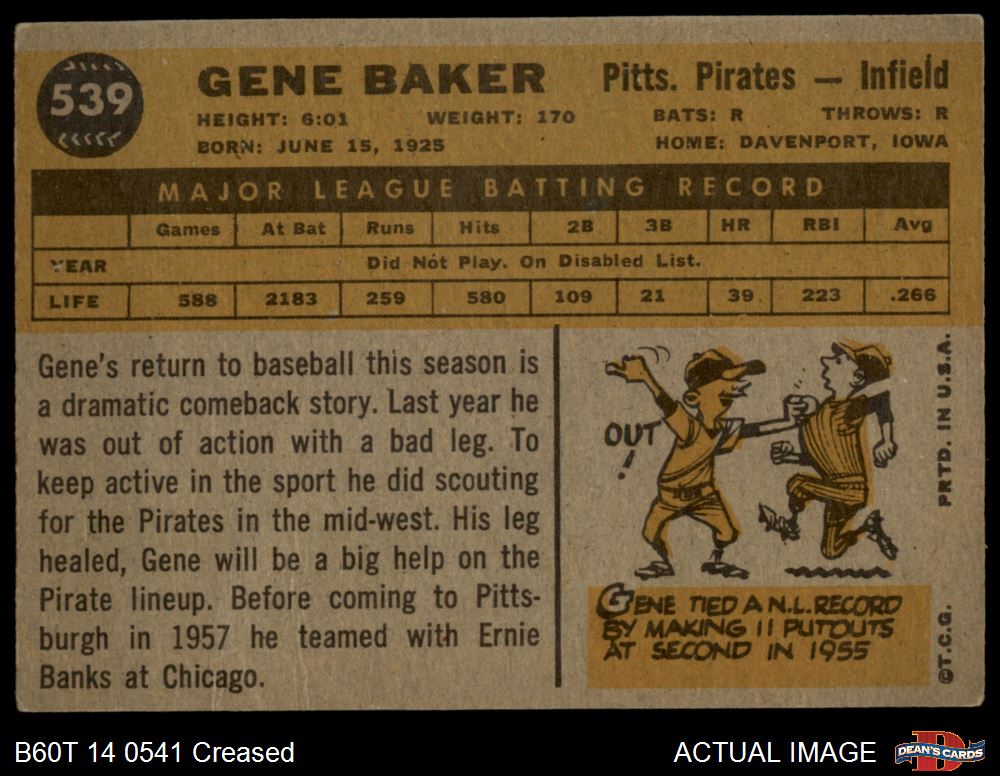 539
GENE BAKER
Pitts. Pirates — Infield
HEIGHT: 6:01 WEIGHT: 170 BATS: R THROWS: R
BORN: JUNE 15, 1925 HOME: DAVENPORT, IOWA
MAJOR LEAGUE BATTING RECORD
Games At Bat Runs Hits 2B 3B HR RBI Avg
YEAR Did Not Play. On Disabled List.
LIFE 588 2183 259 580 109 21 39 223 .266
Gene's return to baseball this season is
a dramatic comeback story. Last year he
was out of action with a bad leg. To
keep active in the sport he did scouting
for the Pirates in the mid-west. His leg
healed, Gene will be a big help on the
Pirate lineup. Before coming to Pitts-
burgh in 1957 he teamed with Ernie
Banks at Chicago.
OUT!
GENE TIED A N.L. RECORD
BY MAKING 11 PUTOUTS
AT SECOND IN 1955
©T.C.G. PRTD. IN U.S.A.
B60T 14 0541 Creased
ACTUAL IMAGE
D
DEAN'S CARDS